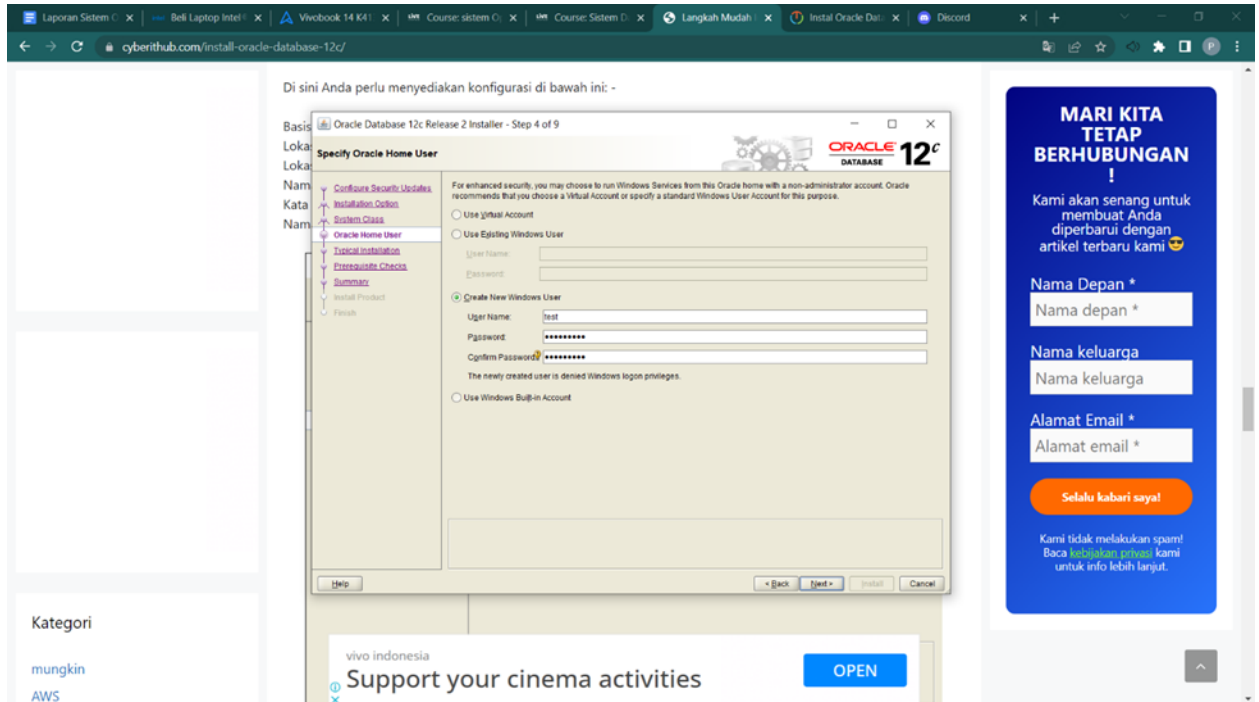 Laporan Sistem O
Beli Laptop Intel
Vivobook 14 K41
Course: sistem O
Course: Sistem D
Langkah Mudah
Instal Oracle Data
Discord
cyberithub.com/install-oracle-database-12c/
P
Di sini Anda perlu menyediakan konfigurasi di bawah ini: -
Basis
Loka
Loka
Nam
Kata
Nam
Oracle Database 12c Release 2 Installer - Step 4 of 9
Specify Oracle Home User
ORACLE
DATABASE
12c
Configure Security Updates
Installation Option
System Class
Oracle Home User
Typical Installation
Prerequisite Checks
Summary
Install Product
Finish
For enhanced security, you may choose to run Windows Services from this Oracle home with a non-administrator account. Oracle
recommends that you choose a Virtual Account or specify a standard Windows User Account for this purpose.
Use Virtual Account
Use Existing Windows User
User Name:
Password:
Create New Windows User
User Name: test
Password: •••••••••
Confirm Password: •••••••••
The newly created user is denied Windows logon privileges.
Use Windows Built-in Account
Help
< Back
Next >
Install
Cancel
vivo indonesia
Support your cinema activities
OPEN
Kategori
mungkin
AWS
MARI KITA
TETAP
BERHUBUNGAN
!
Kami akan senang untuk
membuat Anda
diperbarui dengan
artikel terbaru kami 😎
Nama Depan *
Nama depan *
Nama keluarga
Nama keluarga
Alamat Email *
Alamat email *
Selalu kabari saya!
Kami tidak melakukan spam!
Baca kebijakan privasi kami
untuk info lebih lanjut.